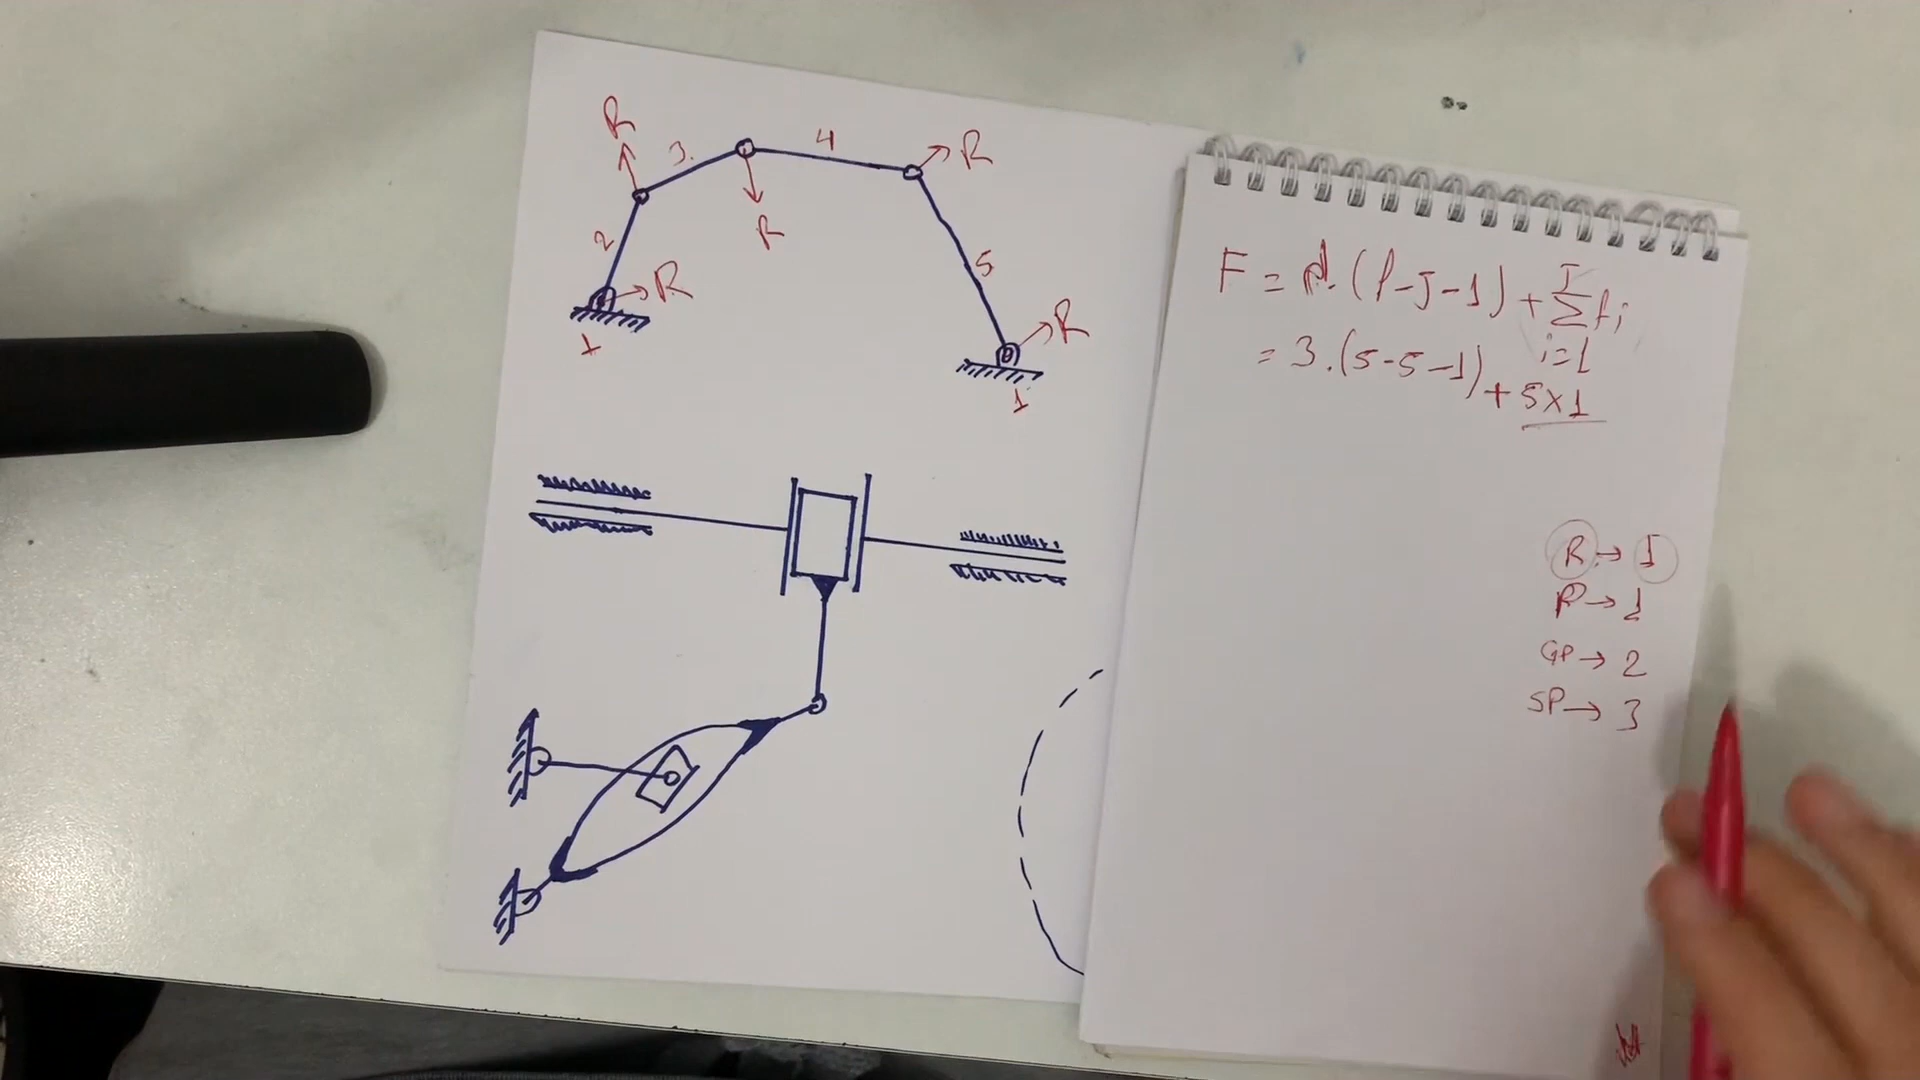 R
3.
4
R
2
R
R
5
R
1
1
F = d.(l-J-1) + J Σ fi
i=1
= 3.(5-5-1) + 5x1
R → 1
P → 1
GP → 2
SP → 3